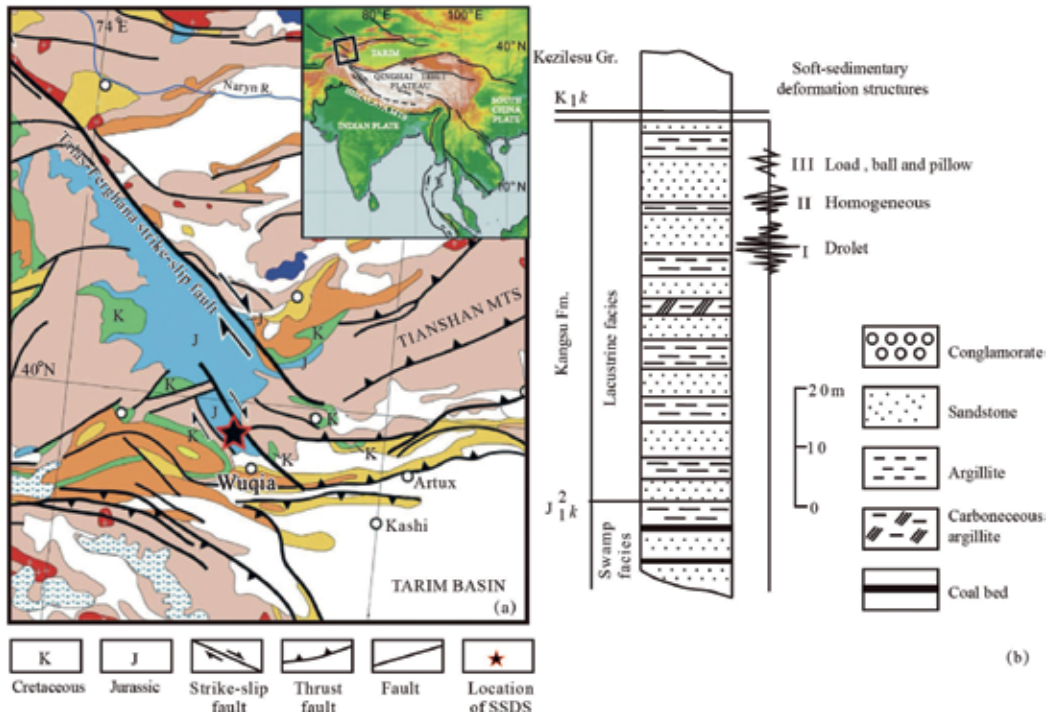 74°E
Naryn R.
Talas-Ferghana strike-slip fault
K
J
J
K
J
TIANSHAN MTS
40°N
K
J
K
K
K
K
Wuqia
Artux
Kashi
TARIM BASIN
(a)
80°E
100°E
40°N
TARIM
QINGHAI TIBET
PLATEAU
INDIAN PLATE
SOUTH
CHINA
PLATE
10°N
K
Cretaceous
J
Jurassic
Strike-slip
fault
Thrust
fault
Fault
Location
of SSDS
Kezilesu Gr.
K1k
Kangsu Fm.
Lacustrine facies
J 2 1 k
Swamp
facies
Soft-sedimentary
deformation structures
III Load , ball and pillow
II Homogeneous
I Drolet
20m
10
0
Conglamorate
Sandstone
Argillite
Carboneceous
argillite
Coal bed
(b)